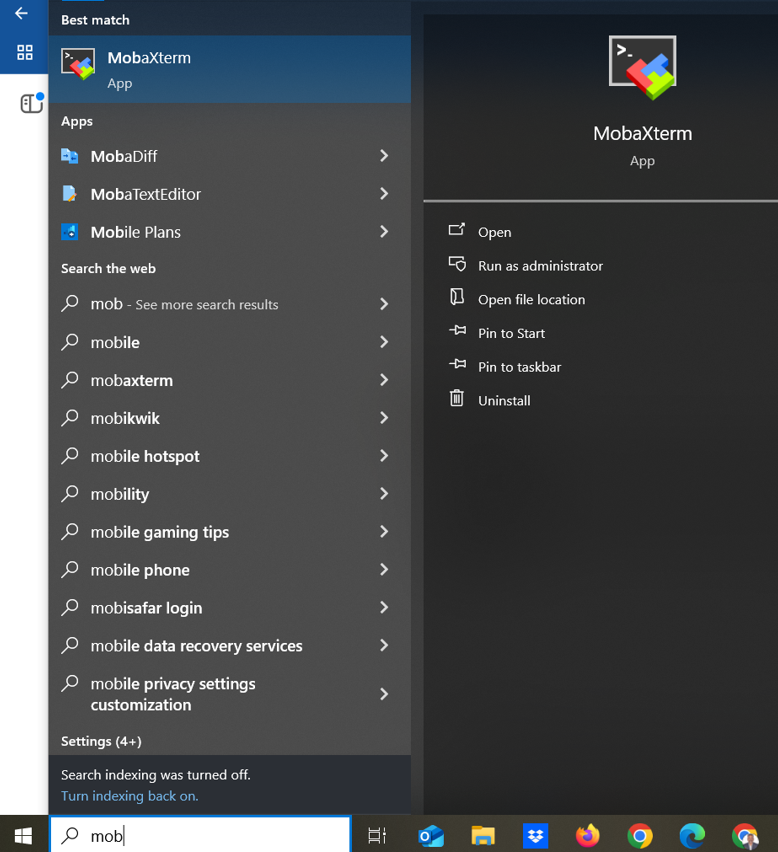 Best match
MobaXterm
App
Apps
MobaDiff
MobaTextEditor
Mobile Plans
Search the web
mob - See more search results
mobile
mobaxterm
mobikwik
mobile hotspot
mobility
mobile gaming tips
mobile phone
mobisafar login
mobile data recovery services
mobile privacy settings
customization
Settings (4+)
Search indexing was turned off.
Turn indexing back on.
mob
MobaXterm
App
Open
Run as administrator
Open file location
Pin to Start
Pin to taskbar
Uninstall